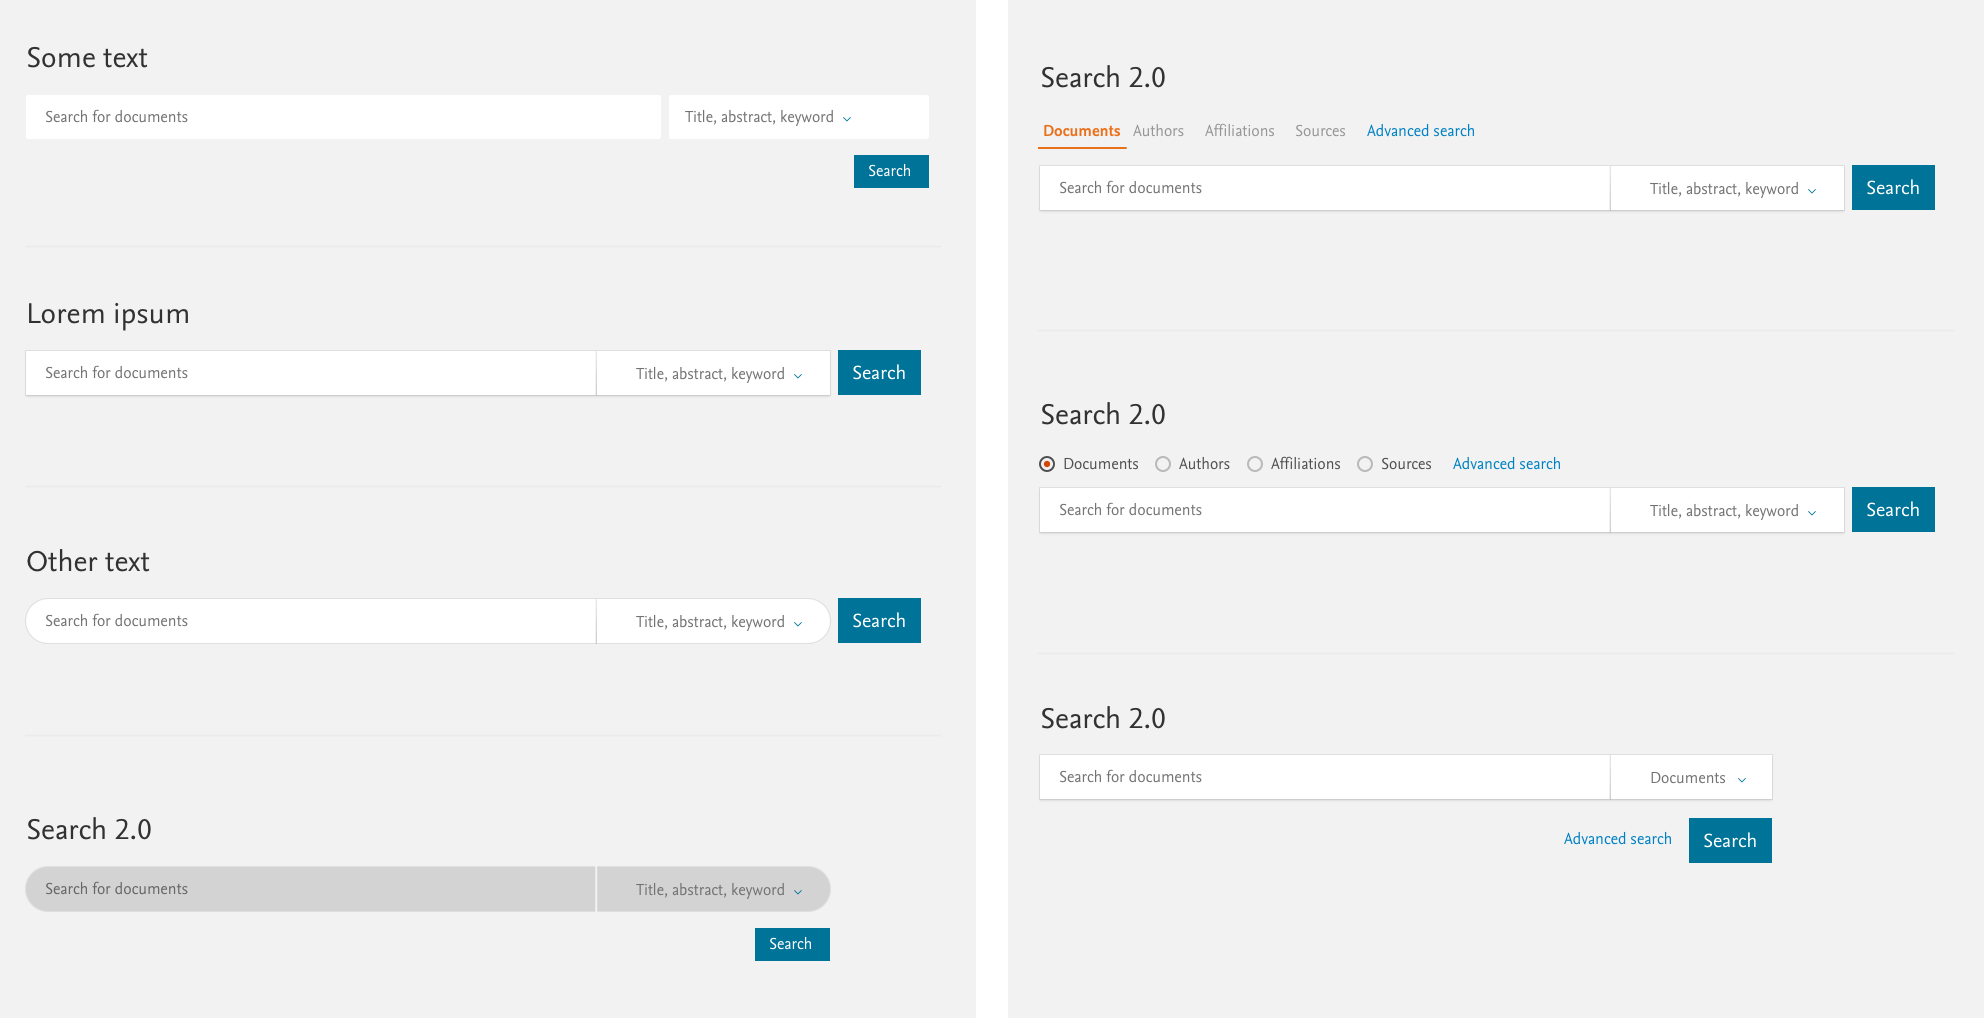 Some text
Search for documents
Title, abstract, keyword
Search
Lorem ipsum
Search for documents
Title, abstract, keyword
Search
Other text
Search for documents
Title, abstract, keyword
Search
Search 2.0
Search for documents
Title, abstract, keyword
Search
Search 2.0
Documents Authors Affiliations Sources Advanced search
Search for documents
Title, abstract, keyword
Search
Search 2.0
Documents Authors Affiliations Sources Advanced search
Search for documents
Title, abstract, keyword
Search
Search 2.0
Search for documents
Documents
Advanced search
Search